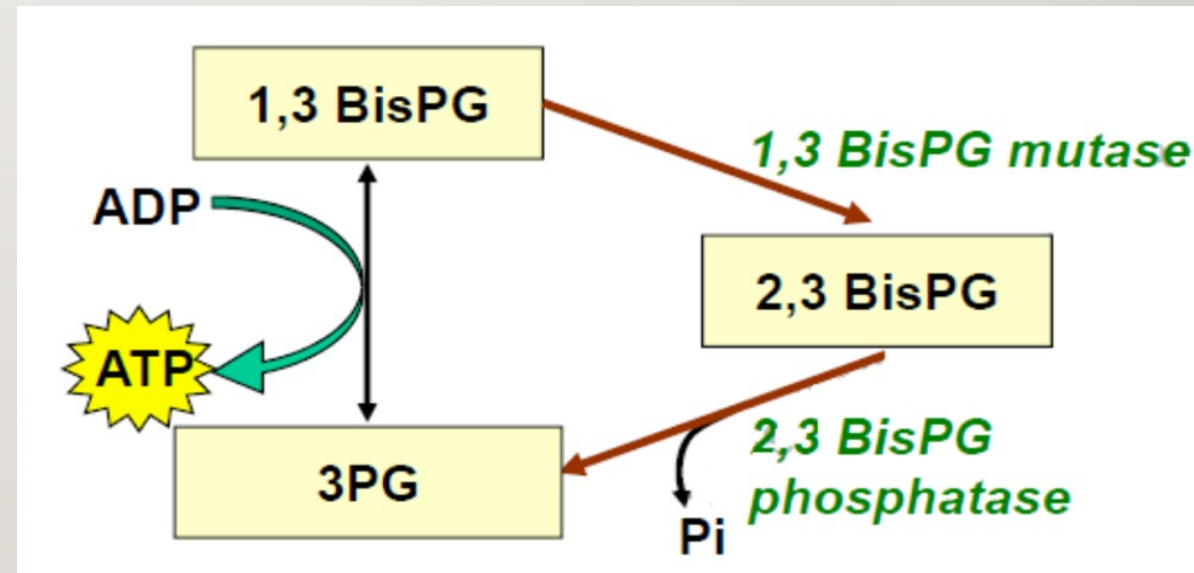 1,3 BisPG
1,3 BisPG mutase
ADP
2,3 BisPG
ATP
2,3 BisPG
phosphatase
3PG
Pi